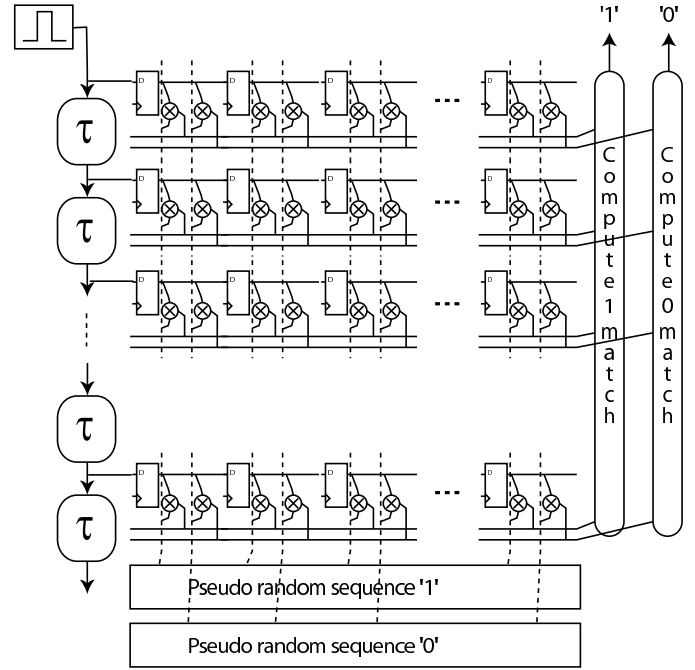 '1' '0'
D D D D
τ
D D D D
τ
D D D D
τ
D D D D
τ
Compute 1 match
Compute 0 match
Pseudo random sequence '1'
Pseudo random sequence '0'